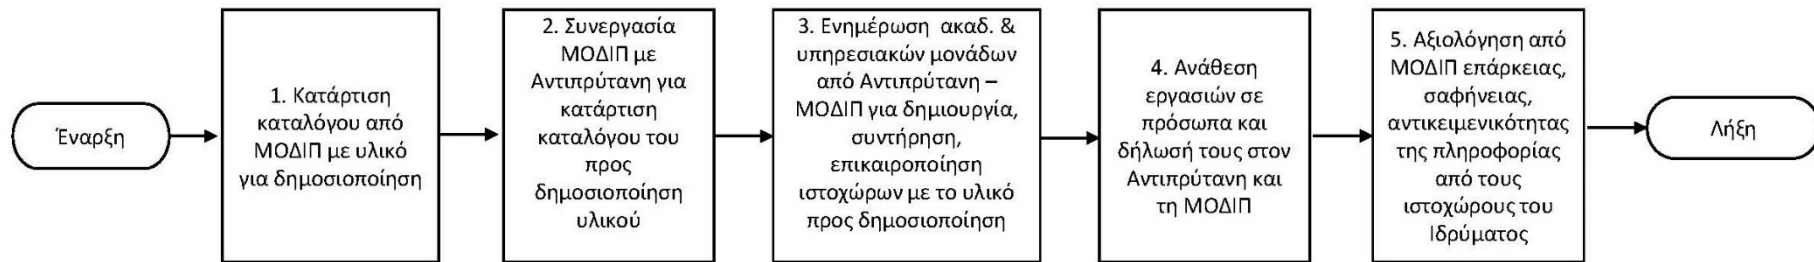 Έναρξη
1. Κατάρτιση
καταλόγου από
ΜΟΔΙΠ με υλικό
για δημοσιοποίηση
2. Συνεργασία
ΜΟΔΙΠ με
Αντιπρύτανη για
κατάρτιση
καταλόγου του
προς
δημοσιοποίηση
υλικού
3. Ενημέρωση ακαδ. &
υπηρεσιακών μονάδων
από Αντιπρύτανη –
ΜΟΔΙΠ για δημιουργία,
συντήρηση,
επικαιροποίηση
ιστοχώρων με το υλικό
προς δημοσιοποίηση
4. Ανάθεση
εργασιών σε
πρόσωπα και
δήλωσή τους στον
Αντιπρύτανη και
τη ΜΟΔΙΠ
5. Αξιολόγηση από
ΜΟΔΙΠ επάρκειας,
σαφήνειας,
αντικειμενικότητας
της πληροφορίας
από τους
ιστοχώρους του
Ιδρύματος
Λήξη